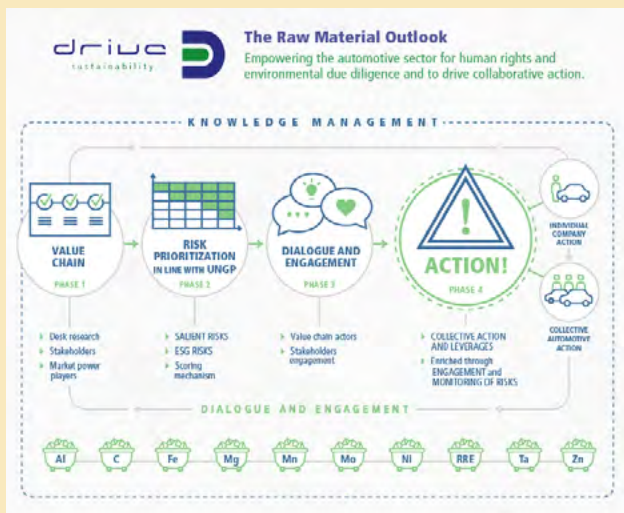 drive
sustainability
The Raw Material Outlook
Empowering the automotive sector for human rights and
environmental due diligence and to drive collaborative action.
KNOWLEDGE MANAGEMENT
VALUE
CHAIN
PHASE 1
Desk research
Stakeholders
Market power
players
RISK
PRIORITIZATION
IN LINE WITH UNGP
PHASE 2
SALIENT RISKS
ESG RISKS
Scoring
mechanism
DIALOGUE AND
ENGAGEMENT
PHASE 3
Value chain actors
Stakeholders
engagement
!
ACTION!
PHASE 4
COLLECTIVE ACTION
AND LEVERAGES
Enriched through
ENGAGEMENT and
MONITORING OF RISKS
INDIVIDUAL
COMPANY
ACTION
COLLECTIVE
AUTOMOTIVE
ACTION
DIALOGUE AND ENGAGEMENT
Al C Fe Mg Mn Mo Ni RRE Ta Zn